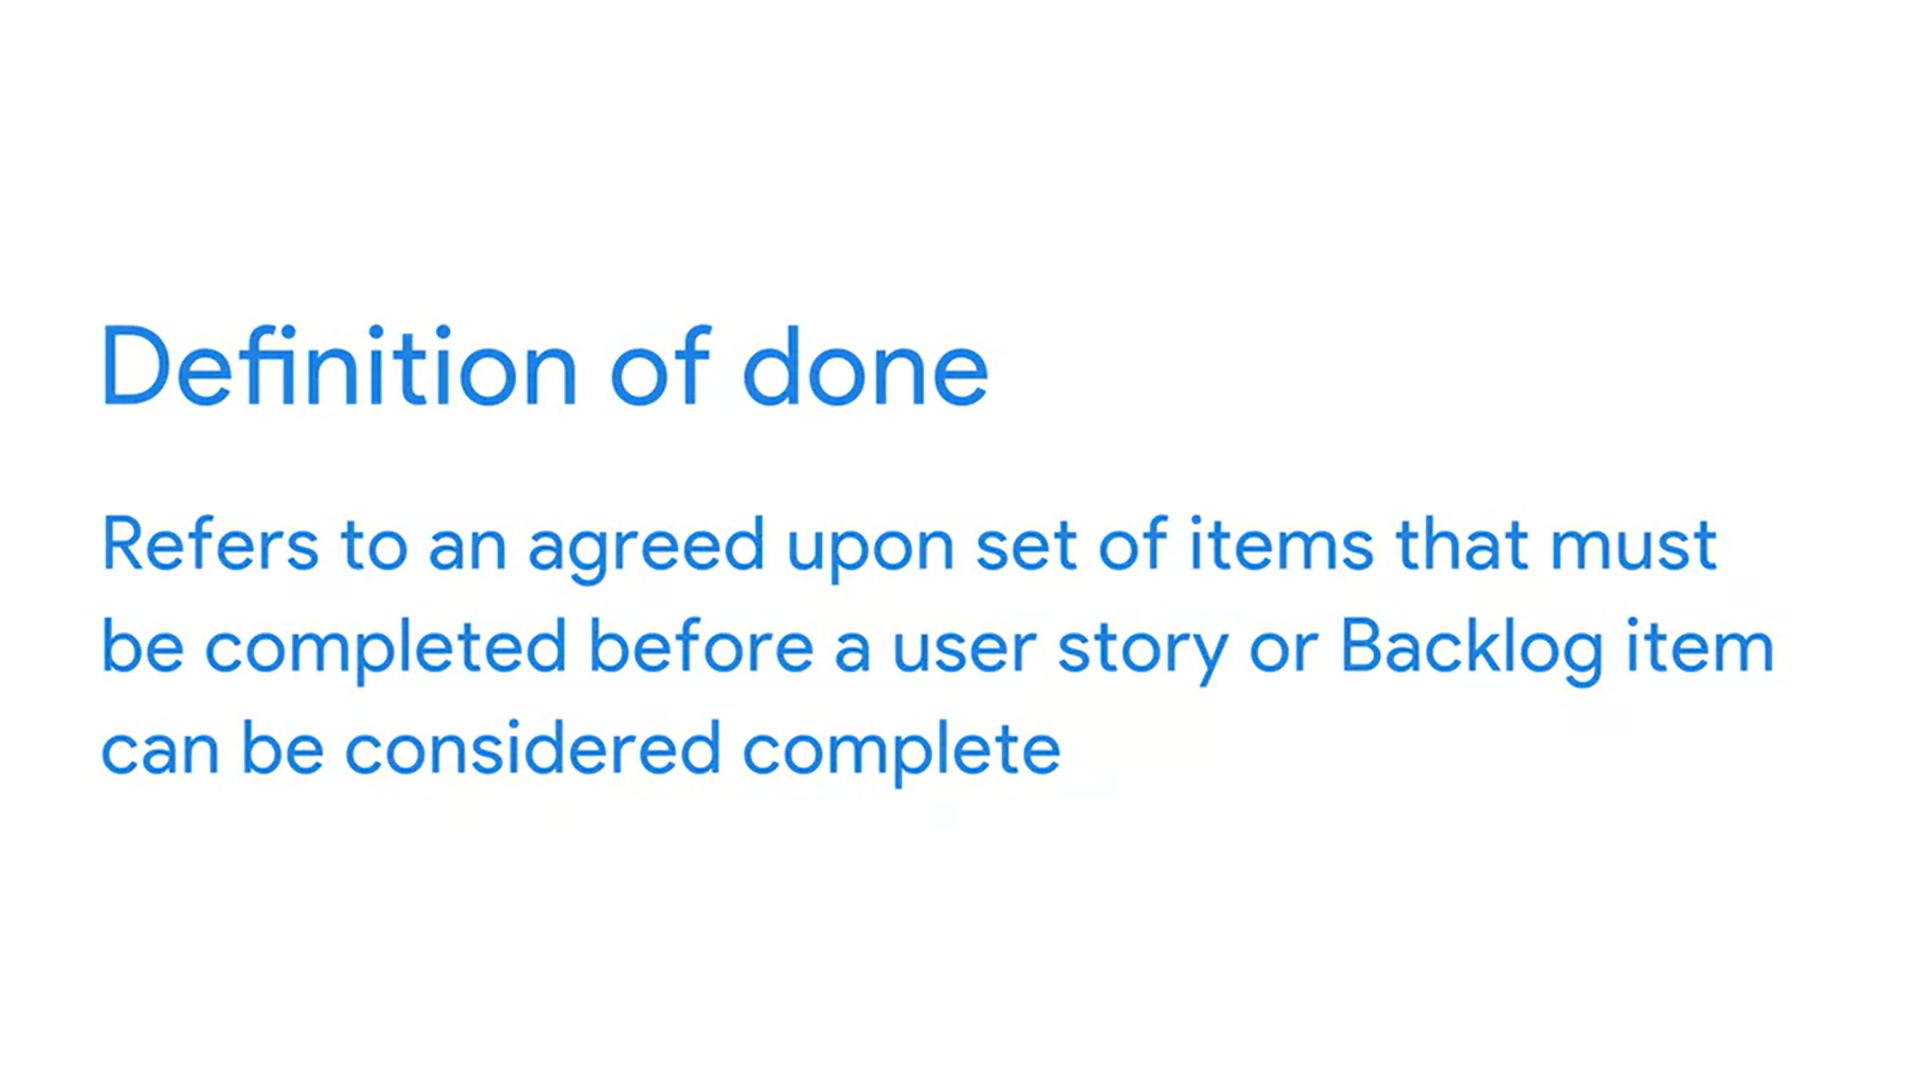 Definition of done
Refers to an agreed upon set of items that must
be completed before a user story or Backlog item
can be considered complete